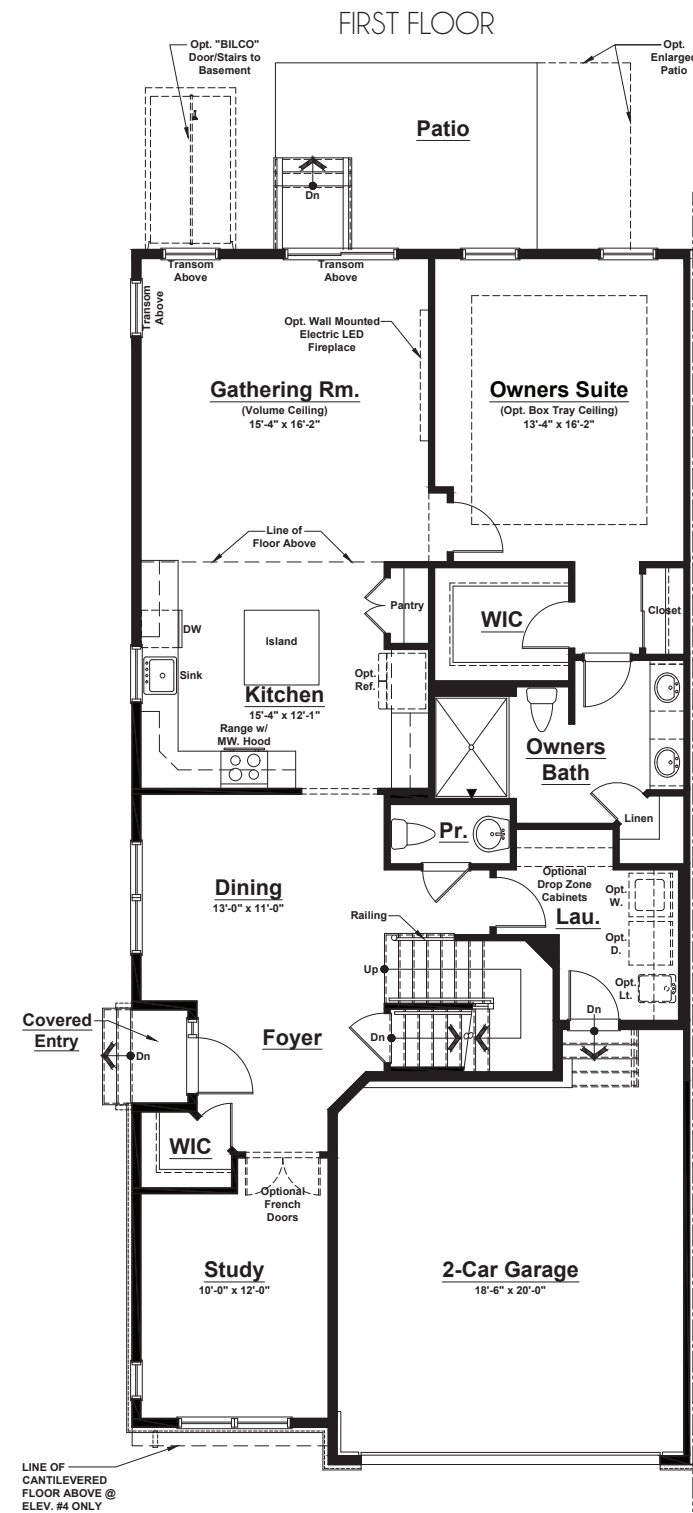 FIRST FLOOR
Opt. "BILCO"
Door/Stairs to
Basement
Opt.
Enlarged
Patio
Patio
Dn
Transom
Above
Transom
Above
Transom
Above
Opt. Wall Mounted
Electric LED
Fireplace
Gathering Rm.
(Volume Ceiling)
15'-4" x 16'-2"
Owners Suite
(Opt. Box Tray Ceiling)
13'-4" x 16'-2"
Line of
Floor Above
Pantry
WIC
Closet
DW
Island
Sink
Opt.
Ref.
Kitchen
15'-4" x 12'-1"
Range w/
MW. Hood
Owners
Bath
Linen
Pr.
Dining
13'-0" x 11'-0"
Optional
Drop Zone
Cabinets
Opt.
W.
Railing
Lau.
Opt.
D.
Up
Opt.
Lt.
Dn
Covered
Entry
Dn
Foyer
Dn
WIC
Optional
French
Doors
Study
10'-0" x 12'-0"
2-Car Garage
18'-6" x 20'-0"
LINE OF
CANTILEVERED
FLOOR ABOVE @
ELEV. #4 ONLY